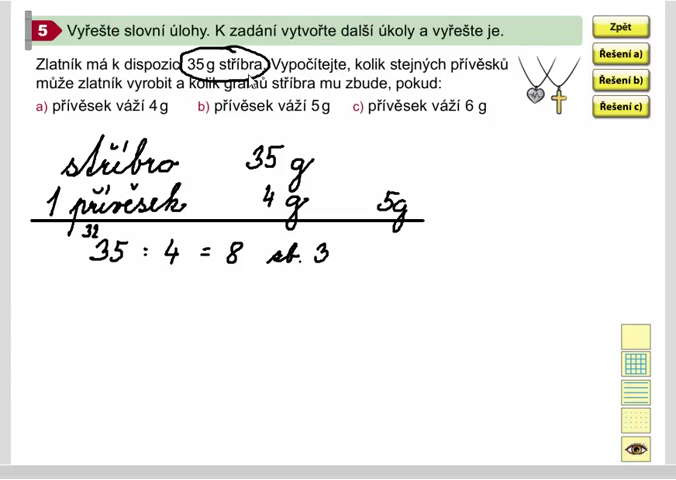 5 Vyřešte slovní úlohy. K zadání vytvořte další úkoly a vyřešte je.
Zlatník má k dispozici 35 g stříbra. Vypočítejte, kolik stejných přívěsků
může zlatník vyrobit a kolik gramů stříbra mu zbude, pokud:
a) přívěsek váží 4 g b) přívěsek váží 5 g c) přívěsek váží 6 g
Zpět
Řešení a)
Řešení b)
Řešení c)
stříbro 35 g
1 přívěsek 4 g 5g
32
35 : 4 = 8 zb. 3